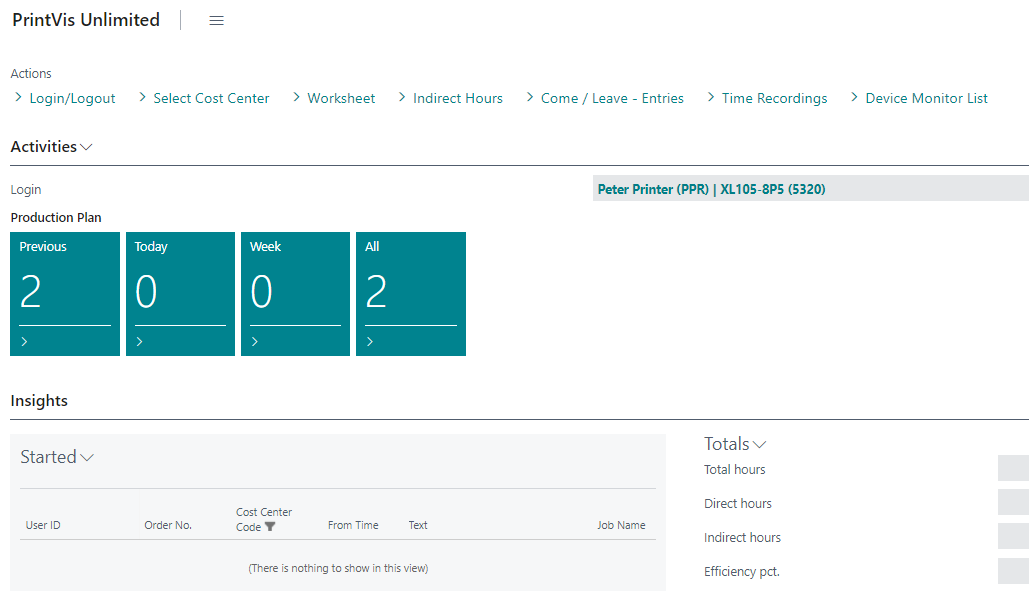 PrintVis Unlimited
Actions
Login/Logout Select Cost Center Worksheet Indirect Hours Come / Leave - Entries Time Recordings Device Monitor List
Activities
Login Peter Printer (PPR) | XL105-8P5 (5320)
Production Plan
Previous Today Week All
2 0 0 2
Insights
Started
Totals
Total hours
Direct hours
Indirect hours
Efficiency pct.
User ID Order No. Cost Center Code From Time Text Job Name
(There is nothing to show in this view)